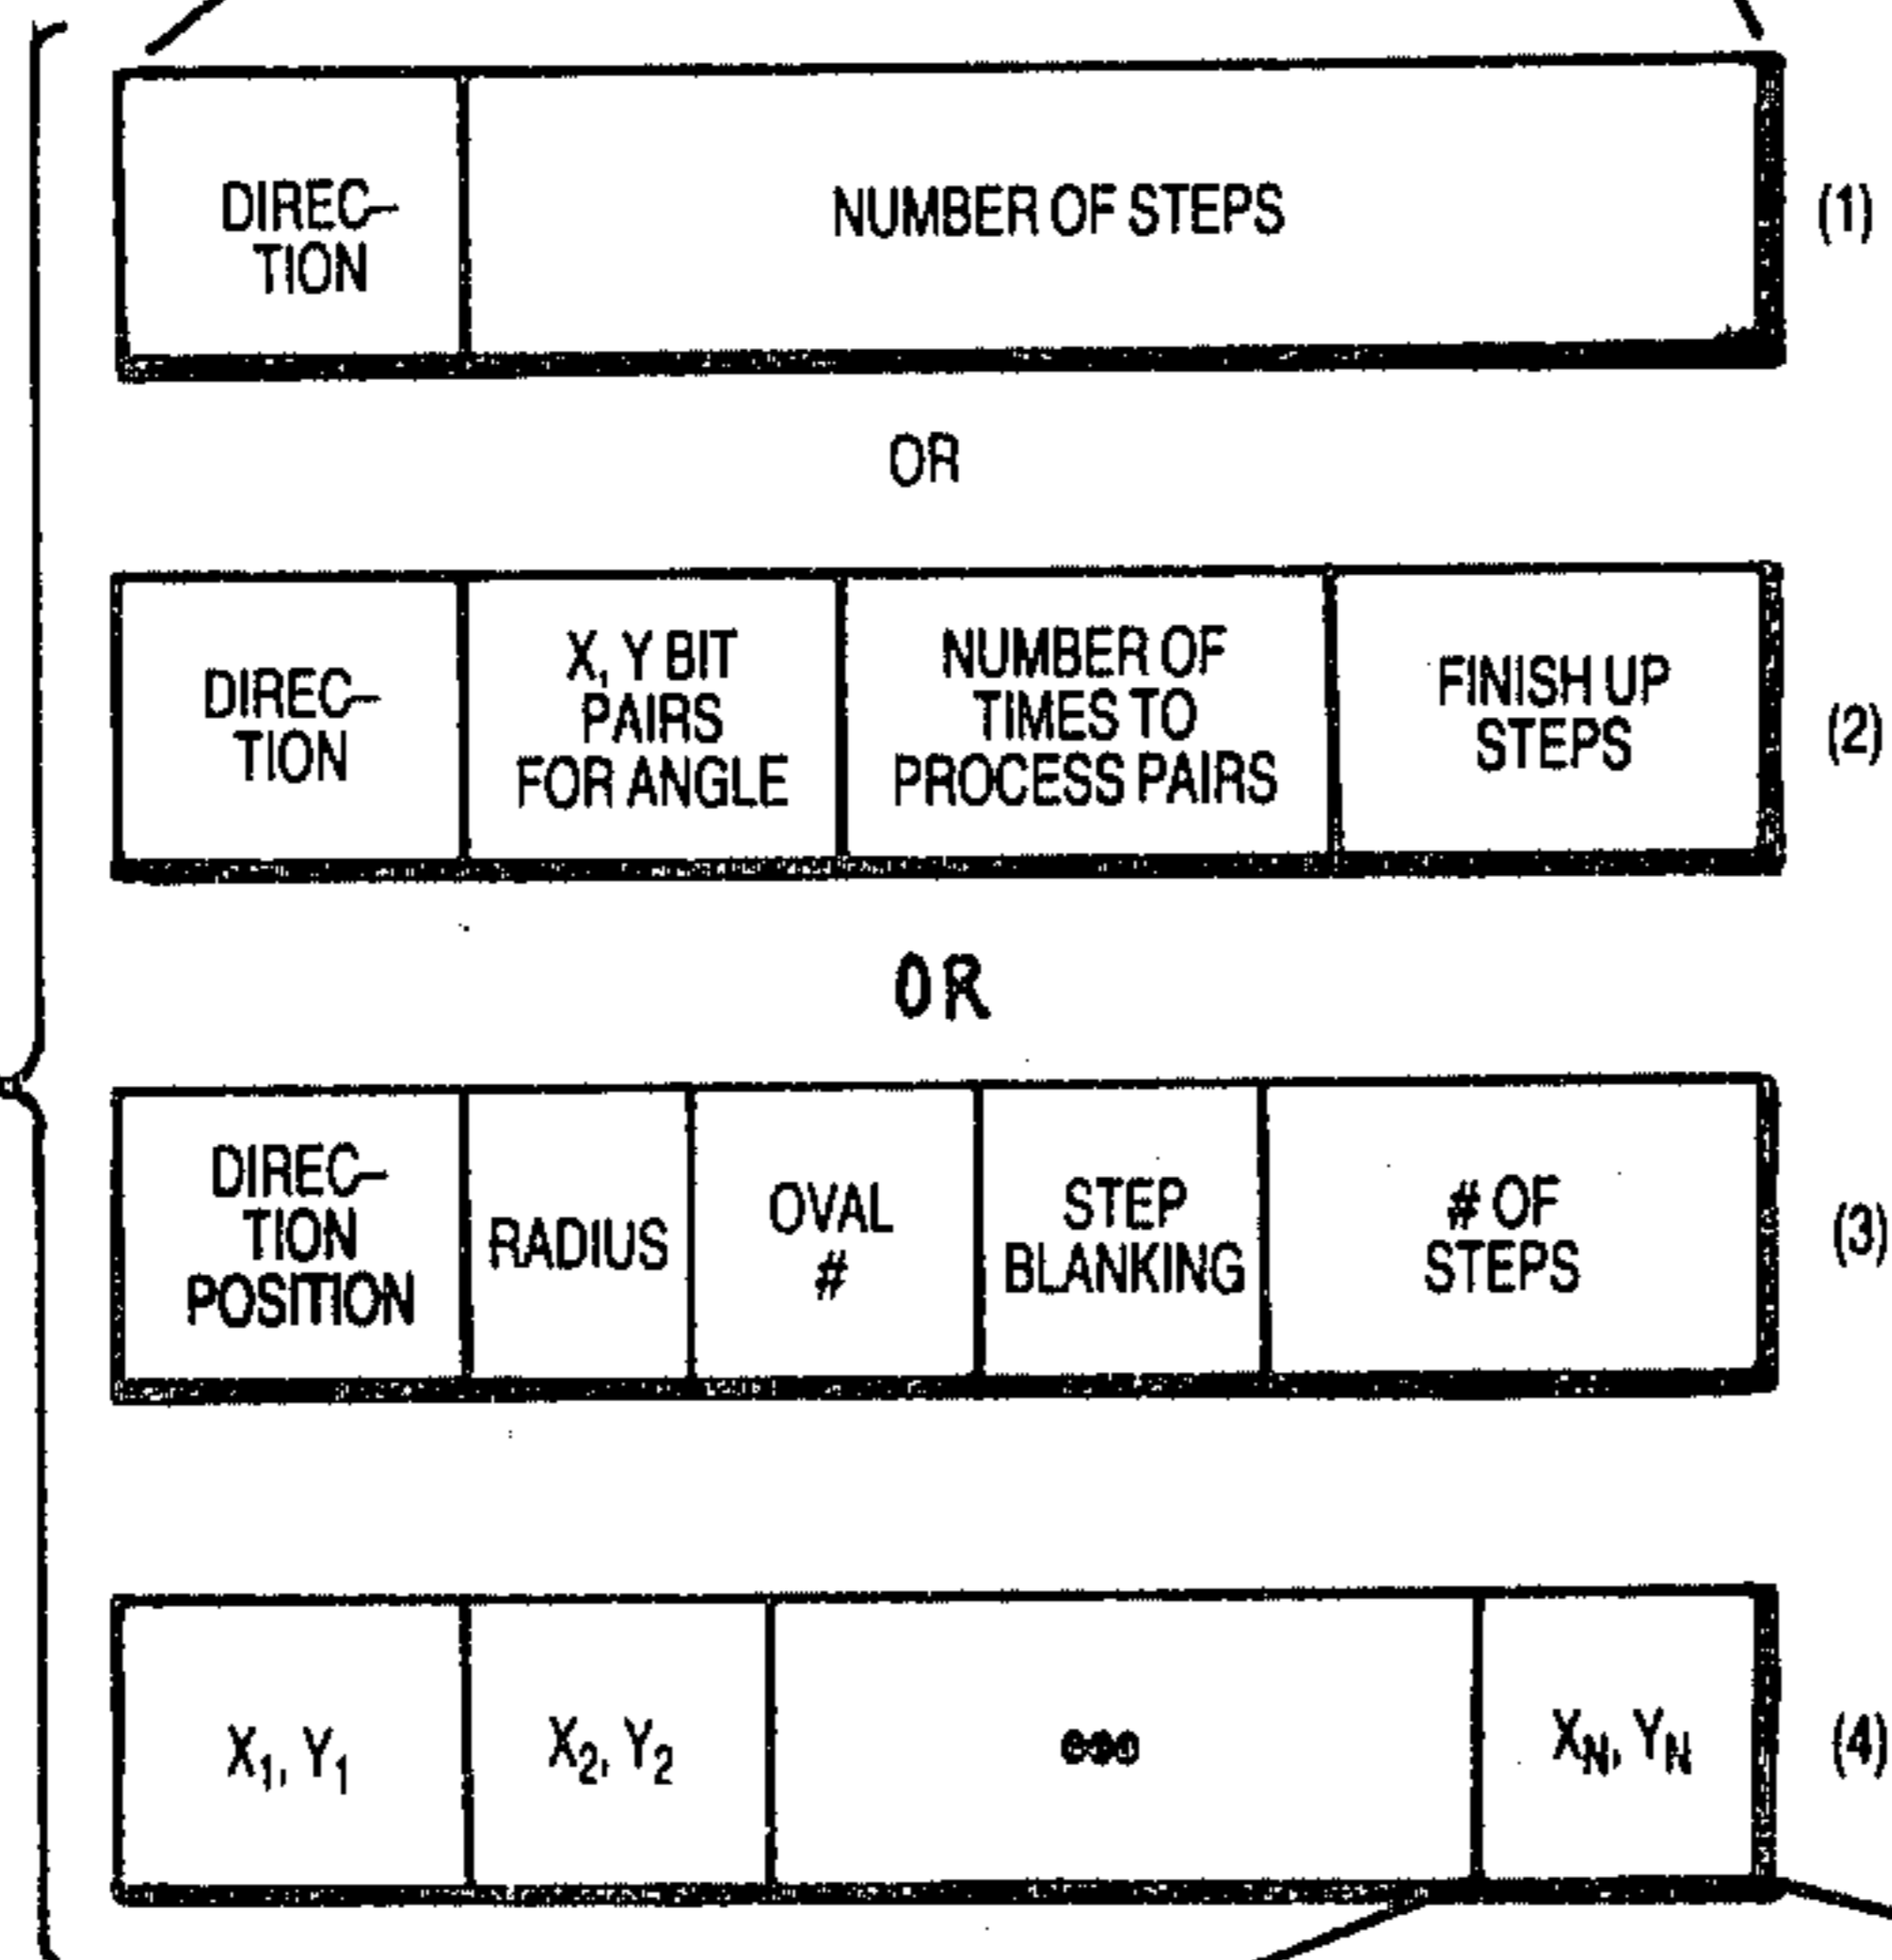 DIREC-
TION
NUMBER OF STEPS
(1)
OR
DIREC-
TION
X, Y BIT
PAIRS
FOR ANGLE
NUMBER OF
TIMES TO
PROCESS PAIRS
FINISH UP
STEPS
(2)
OR
DIREC-
TION
POSITION
RADIUS
OVAL
#
STEP
BLANKING
# OF
STEPS
(3)
X₁, Y₁
X₂, Y₂
•••
X_N, Y_N
(4)